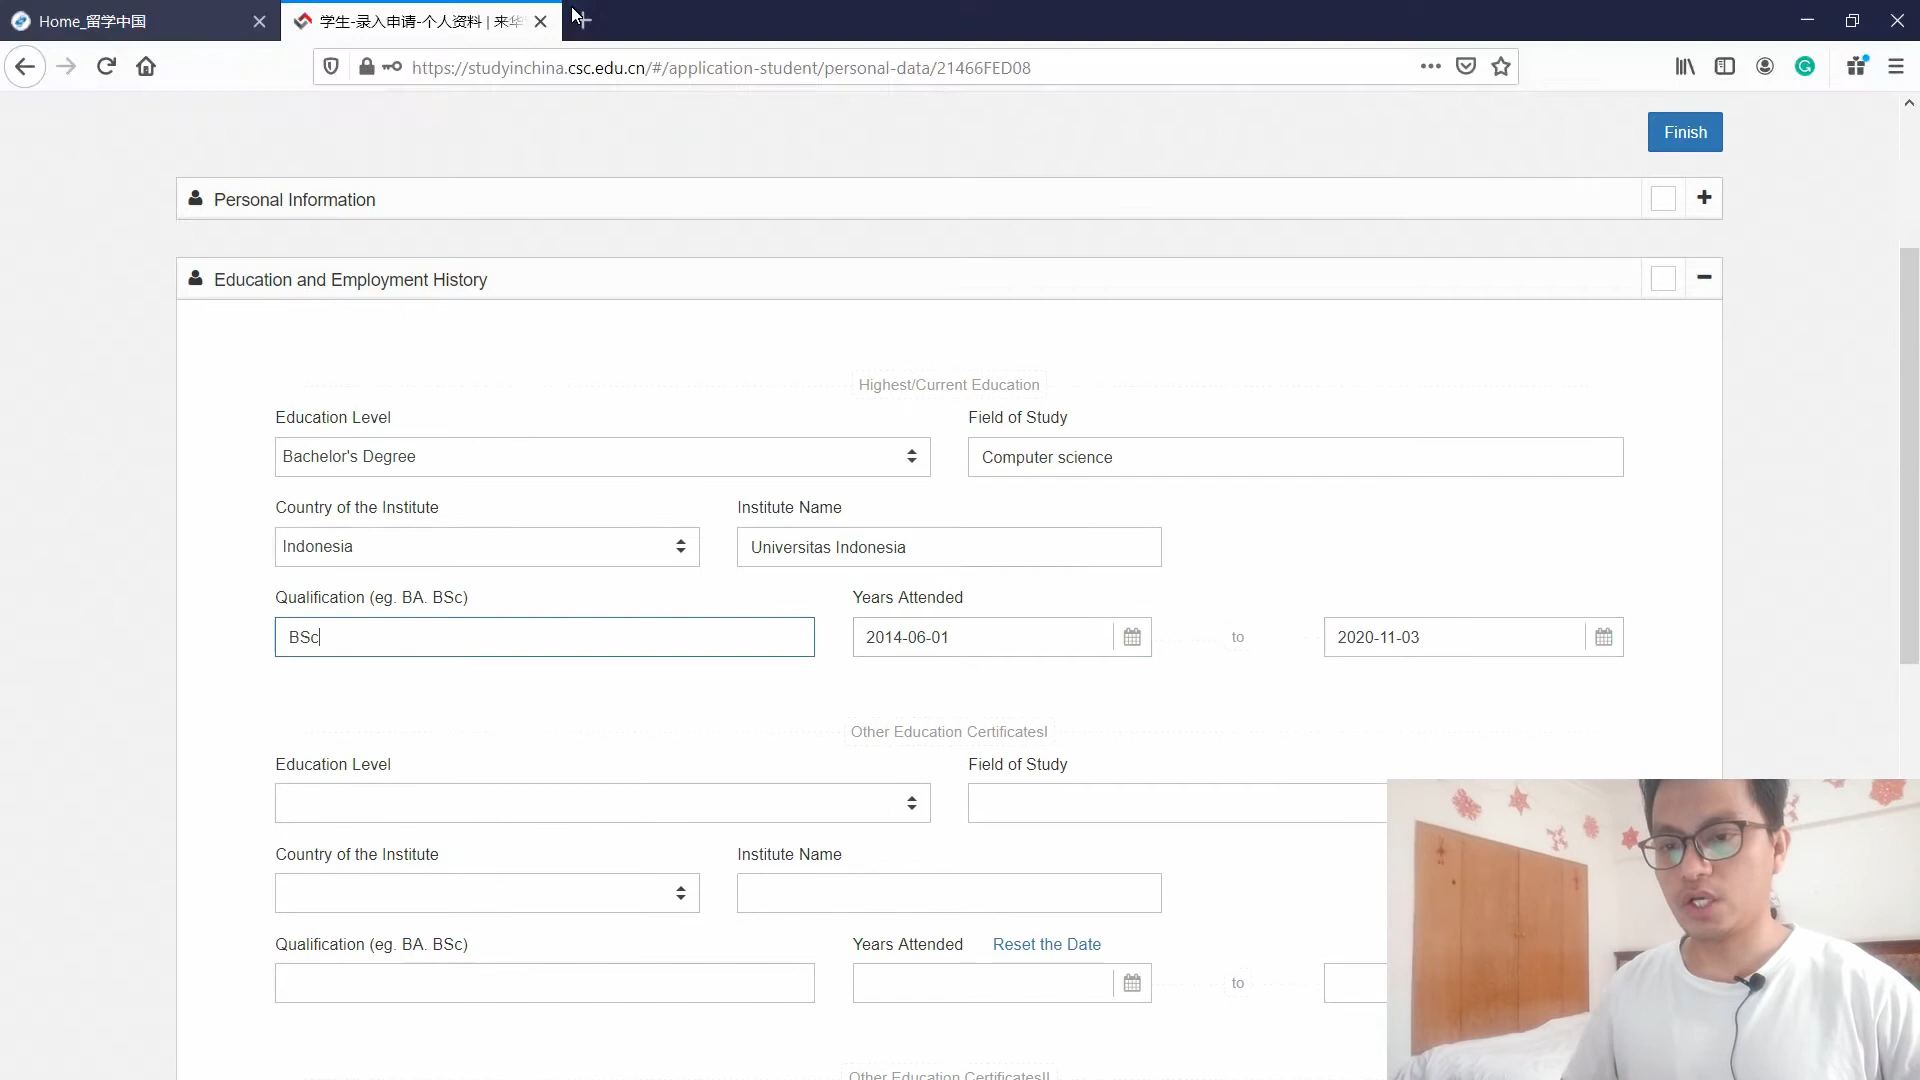 Home_留学中国
学生-录入申请-个人资料 | 来华
https://studyinchina.csc.edu.cn/#/application-student/personal-data/21466FED08
Finish
Personal Information
Education and Employment History
Highest/Current Education
Education Level
Field of Study
Bachelor's Degree
Computer science
Country of the Institute
Institute Name
Indonesia
Universitas Indonesia
Qualification (eg. BA. BSc)
Years Attended
BSc
2014-06-01
to
2020-11-03
Other Education CertificatesI
Education Level
Field of Study
Country of the Institute
Institute Name
Qualification (eg. BA. BSc)
Years Attended
Reset the Date
to
Other Education CertificatesII